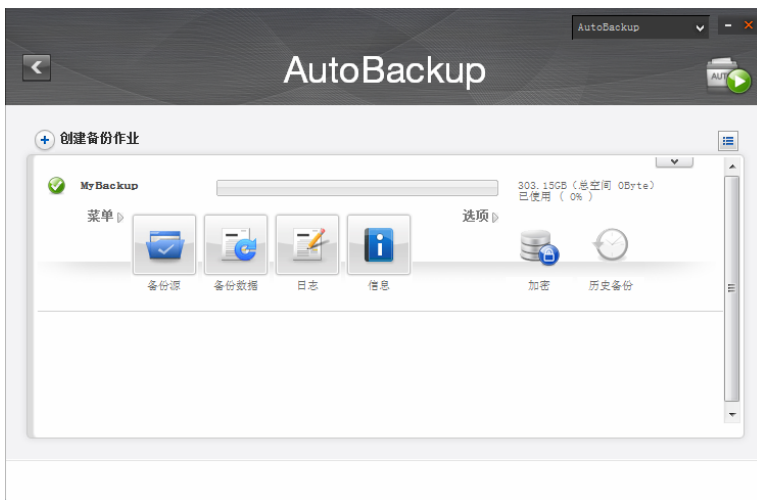 AutoBackup
AutoBackup
AUT
创建备份作业
MyBackup
303.15GB (总空间 0Byte)
已使用 ( 0% )
菜单
选项
备份源
备份数据
日志
信息
加密
历史备份